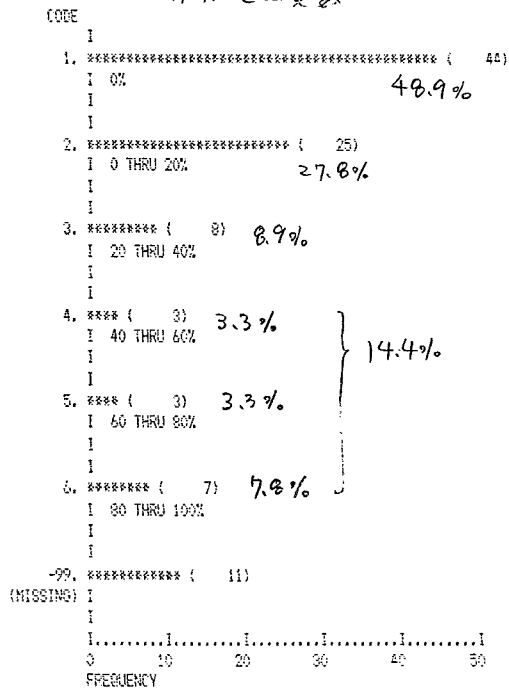 CODE
I
1. ******************************************** ( 44)
I 0% 48.9%
I
I
2. ************************** ( 25)
I 0 THRU 20% 27.8%
I
I
3. ********* ( 8) 8.9%
I 20 THRU 40%
I
I
4. **** ( 3) 3.3%
I 40 THRU 60% 14.4%
I
I
5. **** ( 3) 3.3%
I 60 THRU 80%
I
I
6. ******** ( 7) 7.8%
I 80 THRU 100%
I
I
-99. ************ ( 11)
(MISSING) I
I
I.........I.........I.........I.........I.........I
0 10 20 30 40 50
FREQUENCY